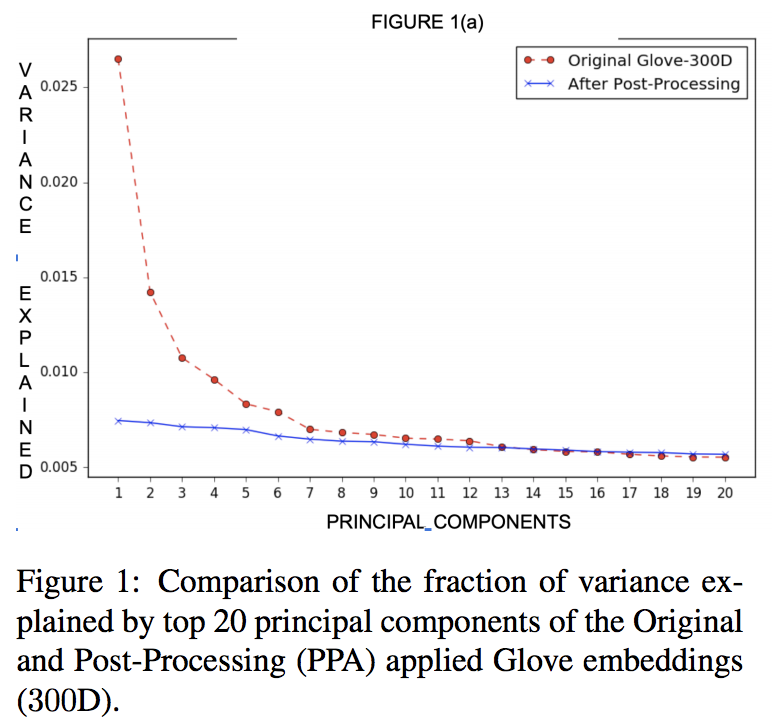 FIGURE 1(a)
Original Glove-300D
After Post-Processing
VARIANCE EXPLAINED
0.025
0.020
0.015
0.010
0.005
1 2 3 4 5 6 7 8 9 10 11 12 13 14 15 16 17 18 19 20
PRINCIPAL COMPONENTS
Figure 1: Comparison of the fraction of variance ex-
plained by top 20 principal components of the Original
and Post-Processing (PPA) applied Glove embeddings
(300D).